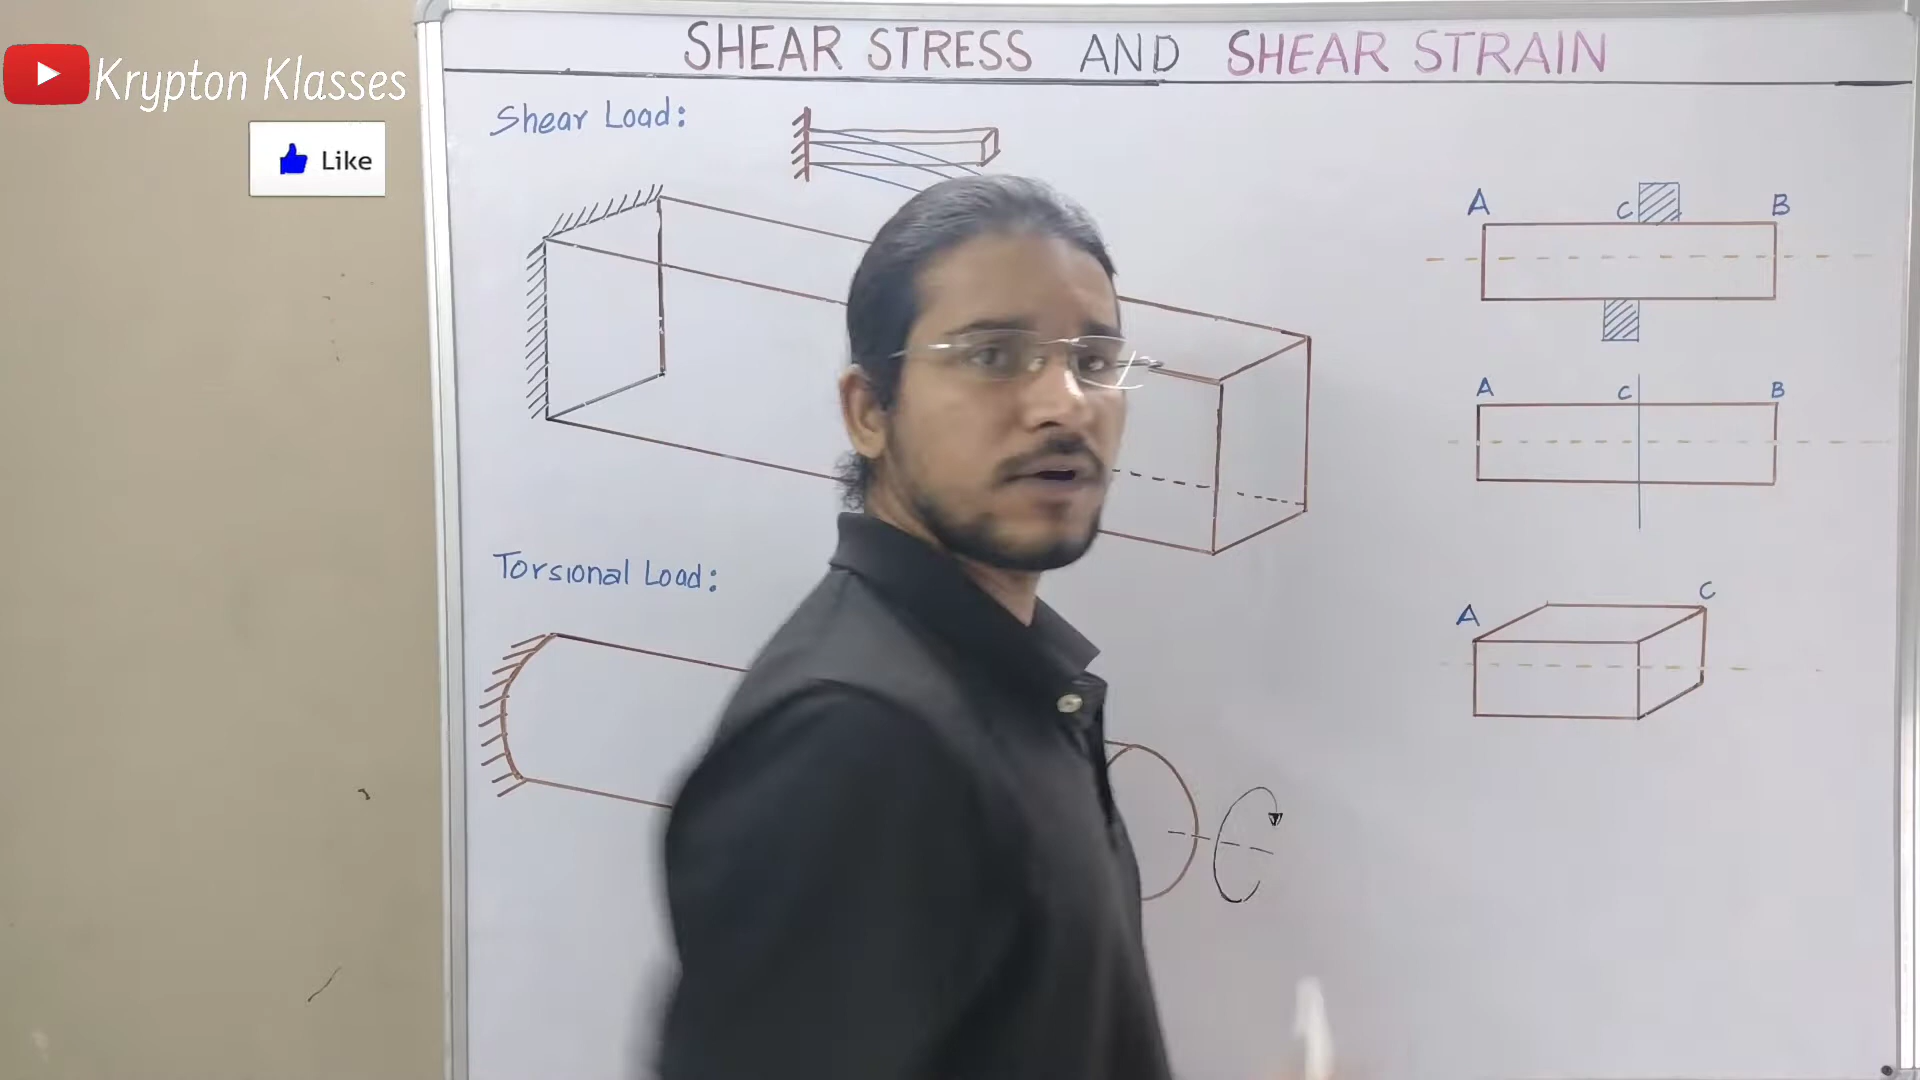 Krypton Klasses
Like
SHEAR STRESS AND SHEAR STRAIN
Shear Load:
A C B
A C B
Torsional Load:
A C